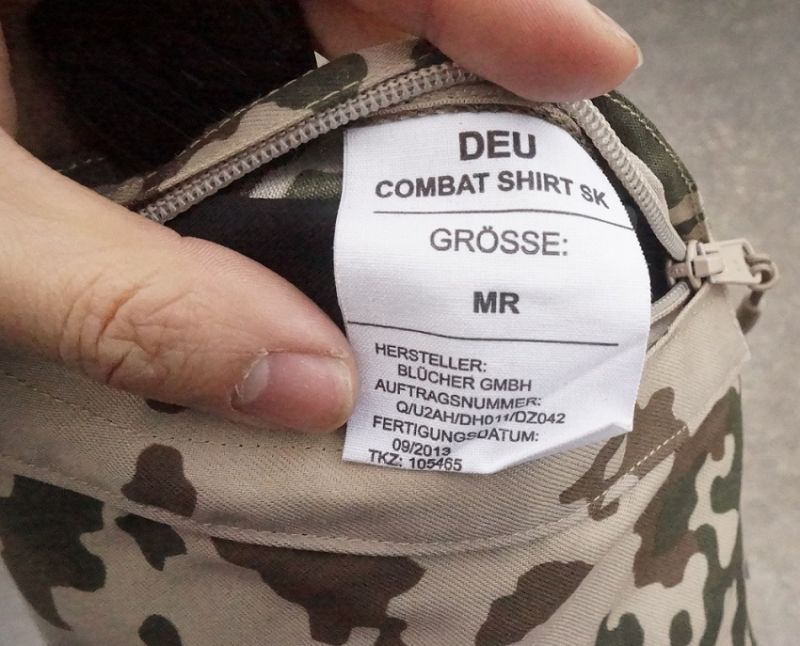 DEU
COMBAT SHIRT SK
GRÖSSE:
MR
HERSTELLER:
BLÜCHER GMBH
AUFTRAGSNUMMER:
Q/U2AH/DH011/DZ042
FERTIGUNGSDATUM:
09/2013
TKZ: 105465